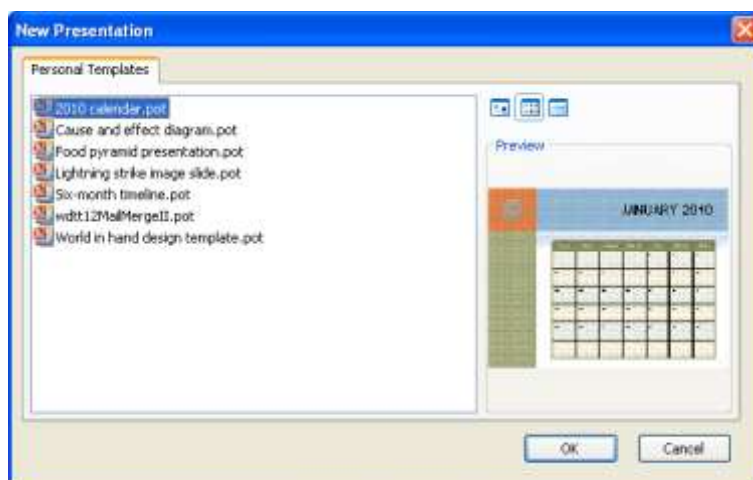 New Presentation
Personal Templates
2010 calendar.pot
Cause and effect diagram.pot
Food pyramid presentation.pot
Lightning strike image slide.pot
Six-month timeline.pot
wdtt12MailMergeII.pot
World in hand design template.pot
Preview
JANUARY 2010
OK
Cancel